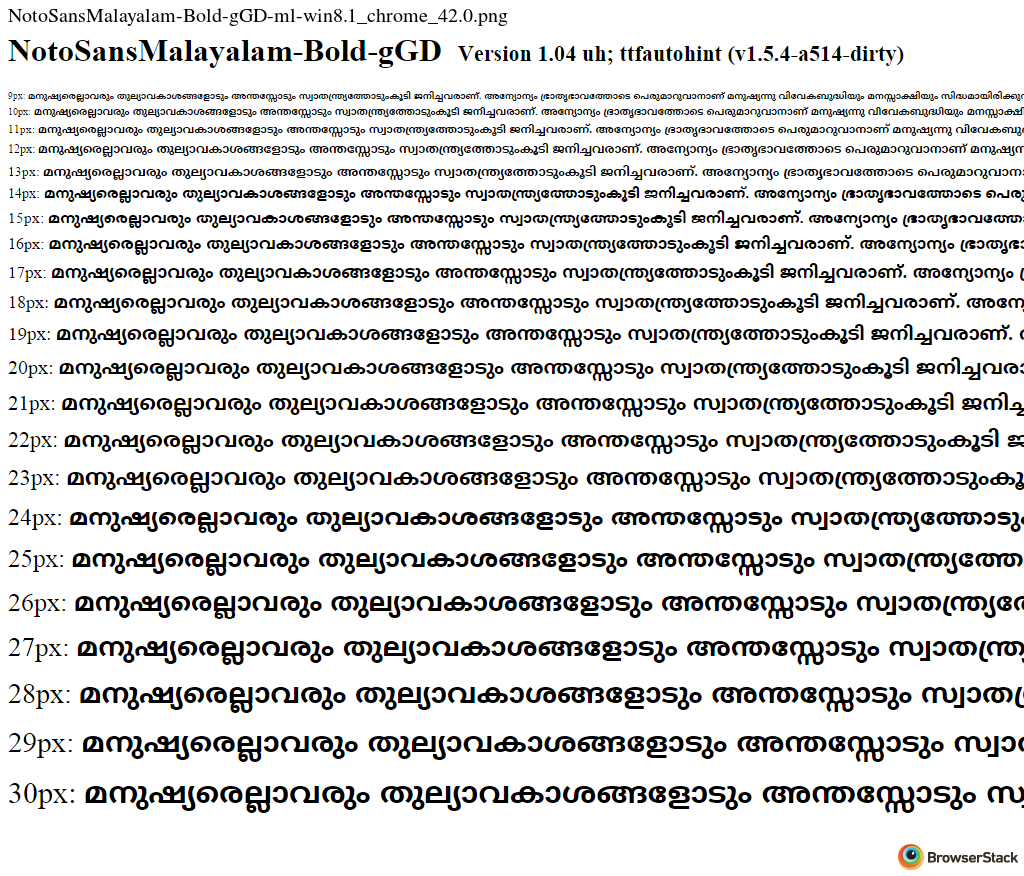 NotoSansMalayalam-Bold-gGD-ml-win8.1_chrome_42.0.png
NotoSansMalayalam-Bold-gGD Version 1.04 uh; ttfautohint (v1.5.4-a514-dirty)
9px: മനുഷ്യരെല്ലാവരും തുല്യാവകാശങ്ങളോടും അന്തസ്സോടും സ്വാതന്ത്ര്യത്തോടുംകൂടി ജനിച്ചവരാണ്. അന്യോന്യം ഭ്രാതൃഭാവത്തോടെ പെരുമാറുവാനാണ് മനുഷ്യന്നു വിവേകബുദ്ധിയും മനസ്സാക്ഷിയും
10px: മനുഷ്യരെല്ലാവരും തുല്യാവകാശങ്ങളോടും അന്തസ്സോടും സ്വാതന്ത്ര്യത്തോടുംകൂടി ജനിച്ചവരാണ്. അന്യോന്യം ഭ്രാതൃഭാവത്തോടെ പെരുമാറുവാനാണ് മനുഷ്യന്നു വിവേകബുദ്ധിയും
11px: മനുഷ്യരെല്ലാവരും തുല്യാവകാശങ്ങളോടും അന്തസ്സോടും സ്വാതന്ത്ര്യത്തോടുംകൂടി ജനിച്ചവരാണ്. അന്യോന്യം ഭ്രാതൃഭാവത്തോടെ പെരുമാറുവാനാണ് മനുഷ്യന്നു
12px: മനുഷ്യരെല്ലാവരും തുല്യാവകാശങ്ങളോടും അന്തസ്സോടും സ്വാതന്ത്ര്യത്തോടുംകൂടി ജനിച്ചവരാണ്. അന്യോന്യം ഭ്രാതൃഭാവത്തോടെ പെരുമാറുവാനാണ്
13px: മനുഷ്യരെല്ലാവരും തുല്യാവകാശങ്ങളോടും അന്തസ്സോടും സ്വാതന്ത്ര്യത്തോടുംകൂടി ജനിച്ചവരാണ്. അന്യോന്യം ഭ്രാതൃഭാവത്തോടെ
14px: മനുഷ്യരെല്ലാവരും തുല്യാവകാശങ്ങളോടും അന്തസ്സോടും സ്വാതന്ത്ര്യത്തോടുംകൂടി ജനിച്ചവരാണ്. അന്യോന്യം ഭ്രാതൃഭാവത്തോടെ
15px: മനുഷ്യരെല്ലാവരും തുല്യാവകാശങ്ങളോടും അന്തസ്സോടും സ്വാതന്ത്ര്യത്തോടുംകൂടി ജനിച്ചവരാണ്. അന്യോന്യം
16px: മനുഷ്യരെല്ലാവരും തുല്യാവകാശങ്ങളോടും അന്തസ്സോടും സ്വാതന്ത്ര്യത്തോടുംകൂടി ജനിച്ചവരാണ്. അന്യോന്യം
17px: മനുഷ്യരെല്ലാവരും തുല്യാവകാശങ്ങളോടും അന്തസ്സോടും സ്വാതന്ത്ര്യത്തോടുംകൂടി ജനിച്ചവരാണ്. അന്യോന്യം
18px: മനുഷ്യരെല്ലാവരും തുല്യാവകാശങ്ങളോടും അന്തസ്സോടും സ്വാതന്ത്ര്യത്തോടുംകൂടി ജനിച്ചവരാണ്.
19px: മനുഷ്യരെല്ലാവരും തുല്യാവകാശങ്ങളോടും അന്തസ്സോടും സ്വാതന്ത്ര്യത്തോടുംകൂടി ജനിച്ചവരാണ്.
20px: മനുഷ്യരെല്ലാവരും തുല്യാവകാശങ്ങളോടും അന്തസ്സോടും സ്വാതന്ത്ര്യത്തോടുംകൂടി ജനിച്ചവരാ
21px: മനുഷ്യരെല്ലാവരും തുല്യാവകാശങ്ങളോടും അന്തസ്സോടും സ്വാതന്ത്ര്യത്തോടുംകൂടി
22px: മനുഷ്യരെല്ലാവരും തുല്യാവകാശങ്ങളോടും അന്തസ്സോടും സ്വാതന്ത്ര്യത്തോടുംകൂടി
23px: മനുഷ്യരെല്ലാവരും തുല്യാവകാശങ്ങളോടും അന്തസ്സോടും സ്വാതന്ത്ര്യത്തോടുംകൂ
24px: മനുഷ്യരെല്ലാവരും തുല്യാവകാശങ്ങളോടും അന്തസ്സോടും സ്വാതന്ത്ര്യത്തോടും
25px: മനുഷ്യരെല്ലാവരും തുല്യാവകാശങ്ങളോടും അന്തസ്സോടും സ്വാതന്ത്ര്യത്തോ
26px: മനുഷ്യരെല്ലാവരും തുല്യാവകാശങ്ങളോടും അന്തസ്സോടും സ്വാതന്ത്ര്യ
27px: മനുഷ്യരെല്ലാവരും തുല്യാവകാശങ്ങളോടും അന്തസ്സോടും സ്വാതന്ത്ര്യ
28px: മനുഷ്യരെല്ലാവരും തുല്യാവകാശങ്ങളോടും അന്തസ്സോടും സ്വാത
29px: മനുഷ്യരെല്ലാവരും തുല്യാവകാശങ്ങളോടും അന്തസ്സോടും സ്വാ
30px: മനുഷ്യരെല്ലാവരും തുല്യാവകാശങ്ങളോടും അന്തസ്സോടും
BrowserStack